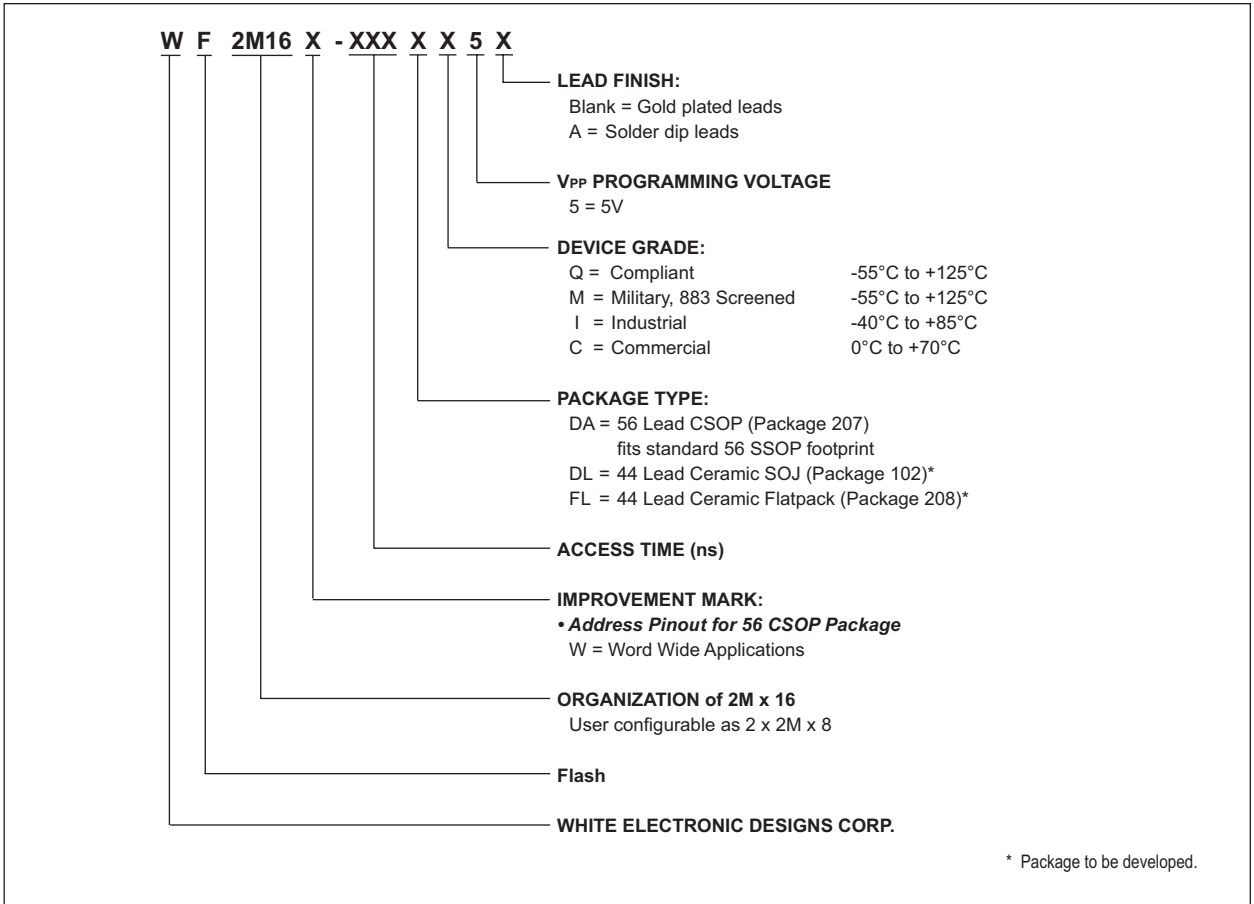 W F 2M16 X - XXX X X 5 X
LEAD FINISH:
Blank = Gold plated leads
A = Solder dip leads
VPP PROGRAMMING VOLTAGE
5 = 5V
DEVICE GRADE:
Q = Compliant -55°C to +125°C
M = Military, 883 Screened -55°C to +125°C
I = Industrial -40°C to +85°C
C = Commercial 0°C to +70°C
PACKAGE TYPE:
DA = 56 Lead CSOP (Package 207)
fits standard 56 SSOP footprint
DL = 44 Lead Ceramic SOJ (Package 102)*
FL = 44 Lead Ceramic Flatpack (Package 208)*
ACCESS TIME (ns)
IMPROVEMENT MARK:
• Address Pinout for 56 CSOP Package
W = Word Wide Applications
ORGANIZATION of 2M x 16
User configurable as 2 x 2M x 8
Flash
WHITE ELECTRONIC DESIGNS CORP.
* Package to be developed.